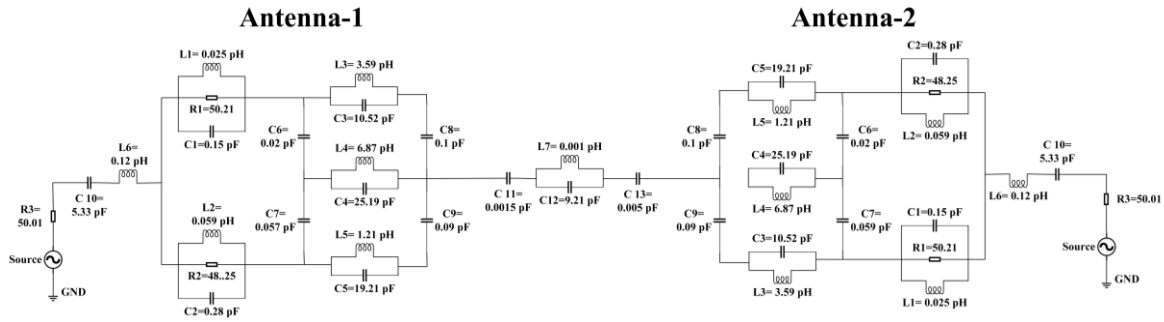 Antenna-1
Antenna-2
L1= 0.025 pH
R1=50.21
C1=0.15 pF
L3= 3.59 pH
C3=10.52 pF
C6=
0.02 pF
C8=
0.1 pF
L4= 6.87 pH
C4=25.19 pF
L6=
0.12 pH
C 10=
5.33 pF
R3=
50.01
Source
GND
L2=
0.059 pH
R2=48..25
C2=0.28 pF
C7=
0.057 pF
L5= 1.21 pH
C5=19.21 pF
C9=
0.09 pF
C 11=
0.0015 pF
L7= 0.001 pH
C12=9.21 pF
C 13=
0.005 pF
C8=
0.1 pF
C9=
0.09 pF
C5=19.21 pF
L5= 1.21 pH
C4=25.19 pF
L4= 6.87 pH
C3=10.52 pF
L3= 3.59 pH
C6=
0.02 pF
C7=
0.059 pF
C2=0.28 pF
R2=48.25
L2= 0.059 pH
C1=0.15 pF
R1=50.21
L1= 0.025 pH
L6= 0.12 pH
C 10=
5.33 pF
R3=50.01
Source
GND